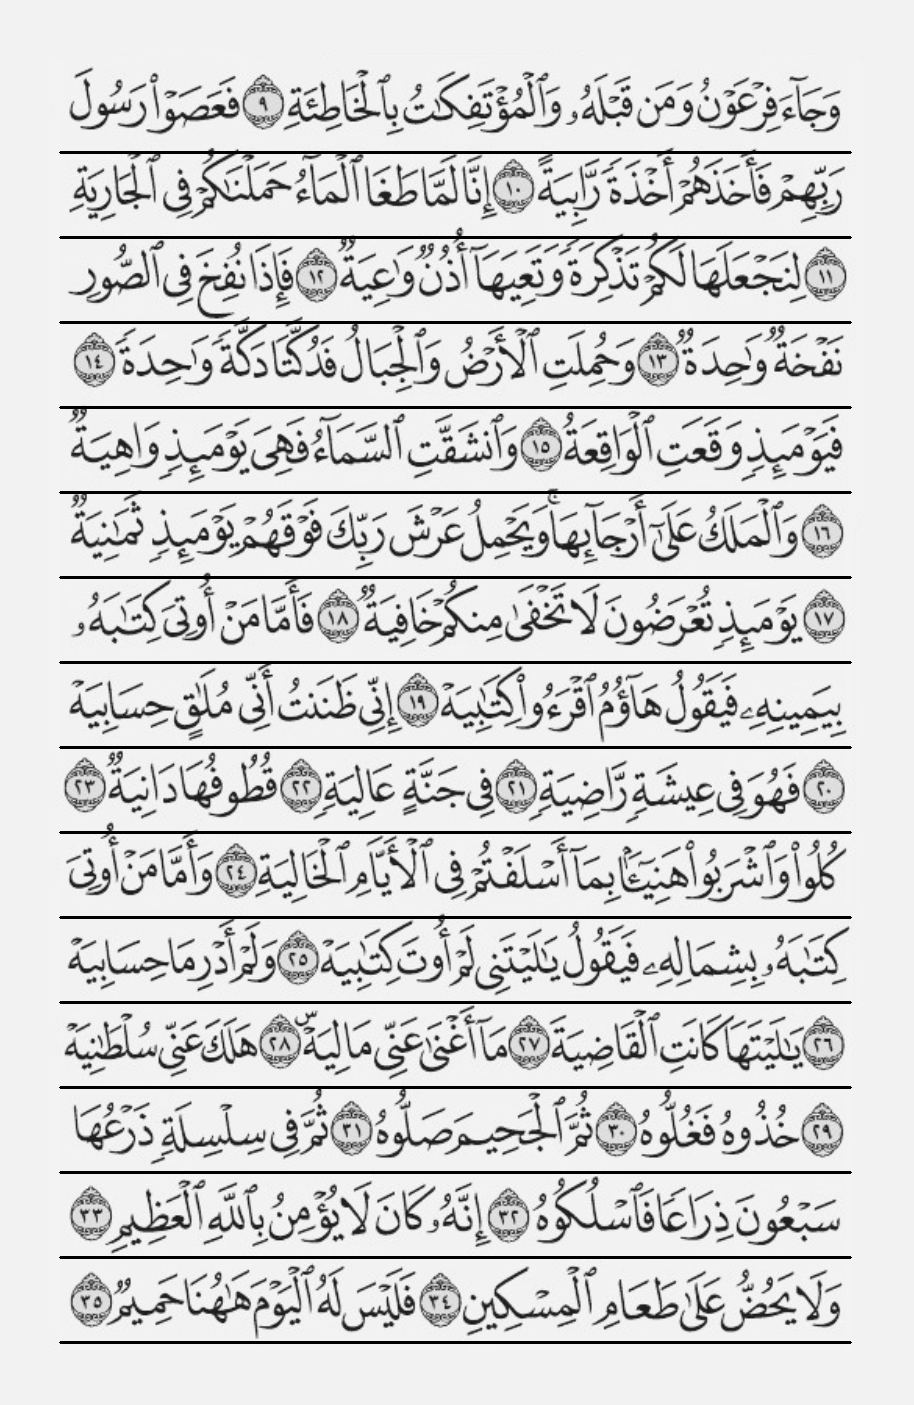 وَجَآءَ فِرْعَوْنُ وَمَن قَبْلَهُۥ وَٱلْمُؤْتَفِكَـٰتُ بِٱلْخَاطِئَةِ ٩ فَعَصَوْا۟ رَسُولَ
رَبِّهِمْ فَأَخَذَهُمْ أَخْذَةً رَّابِيَةً ١٠ إِنَّا لَمَّا طَغَا ٱلْمَآءُ حَمَلْنَـٰكُمْ فِى ٱلْجَارِيَةِ
١١ لِنَجْعَلَهَا لَكُمْ تَذْكِرَةً وَتَعِيَهَآ أُذُنٌ وَٰعِيَةٌ ١٢ فَإِذَا نُفِخَ فِى ٱلصُّورِ
نَفْخَةٌ وَٰحِدَةٌ ١٣ وَحُمِلَتِ ٱلْأَرْضُ وَٱلْجِبَالُ فَدُكَّتَا دَكَّةً وَٰحِدَةً ١٤
فَيَوْمَئِذٍ وَقَعَتِ ٱلْوَاقِعَةُ ١٥ وَٱنشَقَّتِ ٱلسَّمَآءُ فَهِىَ يَوْمَئِذٍ وَاهِيَةٌ
١٦ وَٱلْمَلَكُ عَلَىٰٓ أَرْجَآئِهَا ۚ وَيَحْمِلُ عَرْشَ رَبِّكَ فَوْقَهُمْ يَوْمَئِذٍ ثَمَـٰنِيَةٌ
١٧ يَوْمَئِذٍ تُعْرَضُونَ لَا تَخْفَىٰ مِنكُمْ خَافِيَةٌ ١٨ فَأَمَّا مَنْ أُوتِىَ كِتَـٰبَهُۥ
بِيَمِينِهِۦ فَيَقُولُ هَآؤُمُ ٱقْرَءُوا۟ كِتَـٰبِيَهْ ١٩ إِنِّى ظَنَنتُ أَنِّى مُلَـٰقٍ حِسَابِيَهْ
٢٠ فَهُوَ فِى عِيشَةٍ رَّاضِيَةٍ ٢١ فِى جَنَّةٍ عَالِيَةٍ ٢٢ قُطُوفُهَا دَانِيَةٌ ٢٣
كُلُوا۟ وَٱشْرَبُوا۟ هَنِيٓـًٔۢا بِمَآ أَسْلَفْتُمْ فِى ٱلْأَيَّامِ ٱلْخَالِيَةِ ٢٤ وَأَمَّا مَنْ أُوتِىَ
كِتَـٰبَهُۥ بِشِمَالِهِۦ فَيَقُولُ يَـٰلَيْتَنِى لَمْ أُوتَ كِتَـٰبِيَهْ ٢٥ وَلَمْ أَدْرِ مَا حِسَابِيَهْ
٢٦ يَـٰلَيْتَهَا كَانَتِ ٱلْقَاضِيَةَ ٢٧ مَآ أَغْنَىٰ عَنِّى مَالِيَهْ ۜ ٢٨ هَلَكَ عَنِّى سُلْطَـٰنِيَهْ
٢٩ خُذُوهُ فَغُلُّوهُ ٣٠ ثُمَّ ٱلْجَحِيمَ صَلُّوهُ ٣١ ثُمَّ فِى سِلْسِلَةٍ ذَرْعُهَا
سَبْعُونَ ذِرَاعًا فَٱسْلُكُوهُ ٣٢ إِنَّهُۥ كَانَ لَا يُؤْمِنُ بِٱللَّهِ ٱلْعَظِيمِ ٣٣
وَلَا يَحُضُّ عَلَىٰ طَعَامِ ٱلْمِسْكِينِ ٣٤ فَلَيْسَ لَهُ ٱلْيَوْمَ هَـٰهُنَا حَمِيمٌ ٣٥